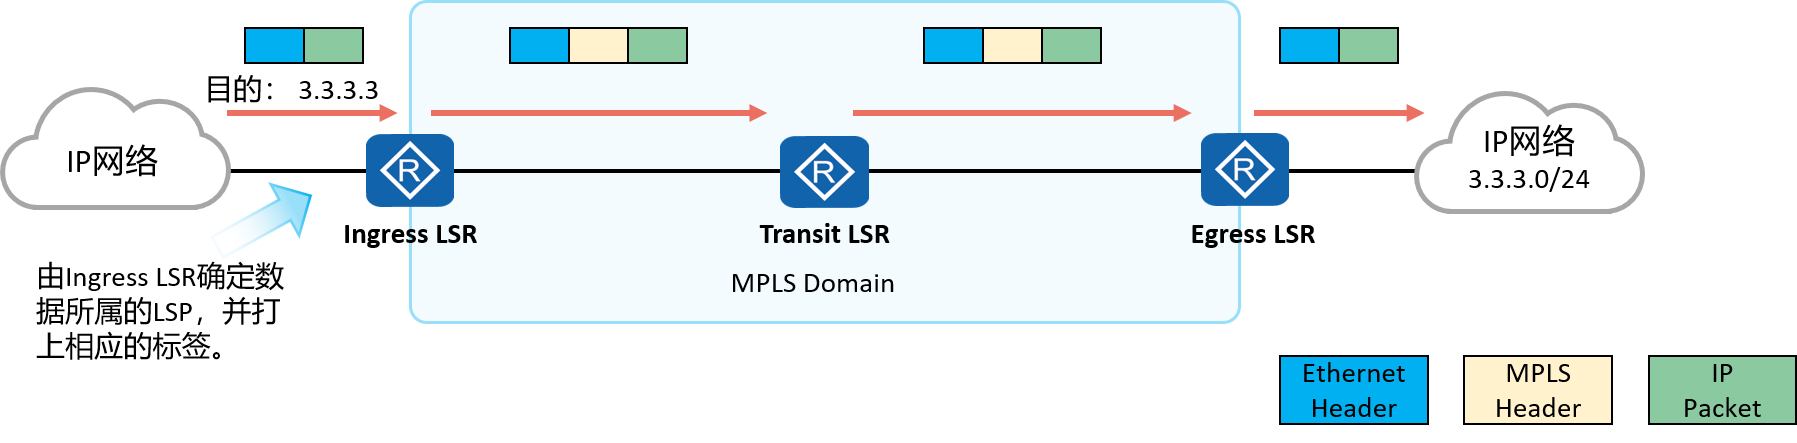 目的： 3.3.3.3
IP网络
IP网络
3.3.3.0/24
R
R
R
Ingress LSR
Transit LSR
Egress LSR
由Ingress LSR确定数
据所属的LSP，并打
上相应的标签。
MPLS Domain
Ethernet
Header
MPLS
Header
IP
Packet